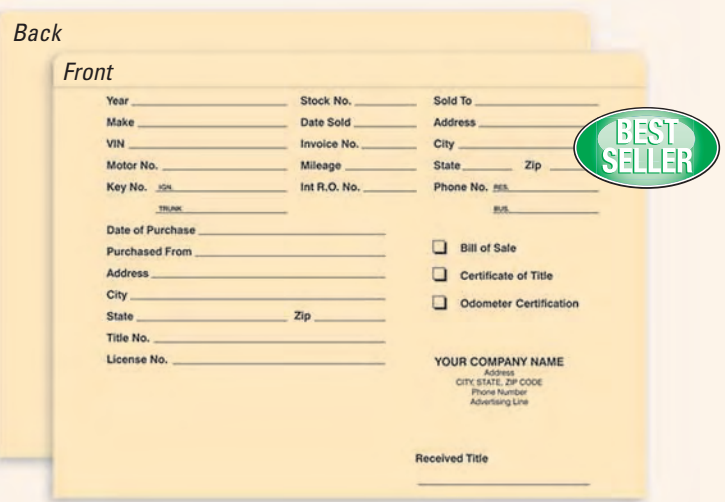 Back
Front
Year
Stock No.
Sold To
Make
Date Sold
Address
VIN
Invoice No.
City
Motor No.
Mileage
State Zip
Key No. IGN.
Int R.O. No.
Phone No. RES.
TRUNK
BUS.
BEST
SELLER
Date of Purchase
Purchased From
Address
City
State Zip
Title No.
License No.
Bill of Sale
Certificate of Title
Odometer Certification
YOUR COMPANY NAME
Address
CITY, STATE, ZIP CODE
Phone Number
Advertising Line
Received Title